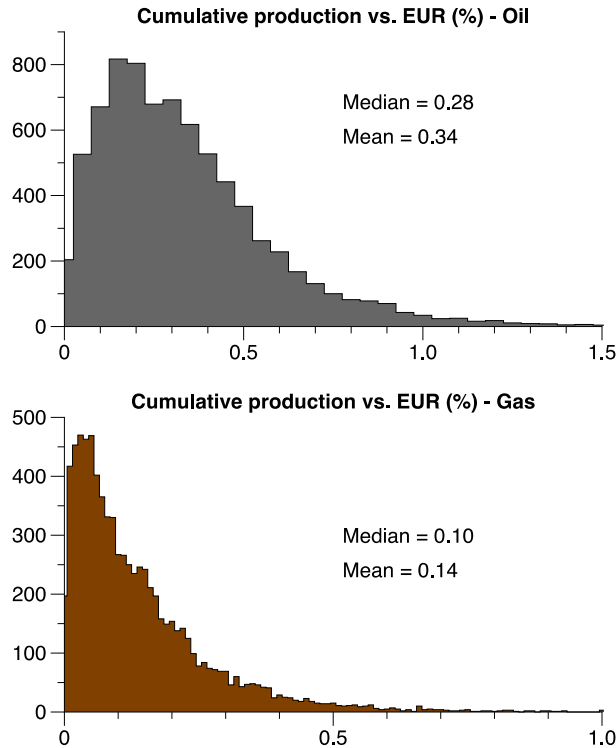 Cumulative production vs. EUR (%) - Oil
800
600
400
200
0
Median = 0.28
Mean = 0.34
0 0.5 1.0 1.5
Cumulative production vs. EUR (%) - Gas
500
400
300
200
100
0
Median = 0.10
Mean = 0.14
0 0.5 1.0